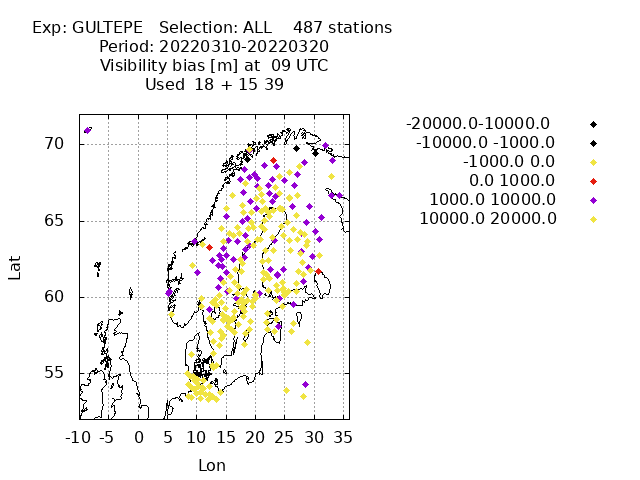 Exp: GULTEPE   Selection: ALL    487 stations
Period: 20220310-20220320
Visibility bias [m] at  09 UTC
Used  18 + 15 39
-20000.0-10000.0
-10000.0 -1000.0
-1000.0 0.0
0.0 1000.0
1000.0 10000.0
10000.0 20000.0
70
65
60
55
Lat
-10 -5 0 5 10 15 20 25 30 35
Lon